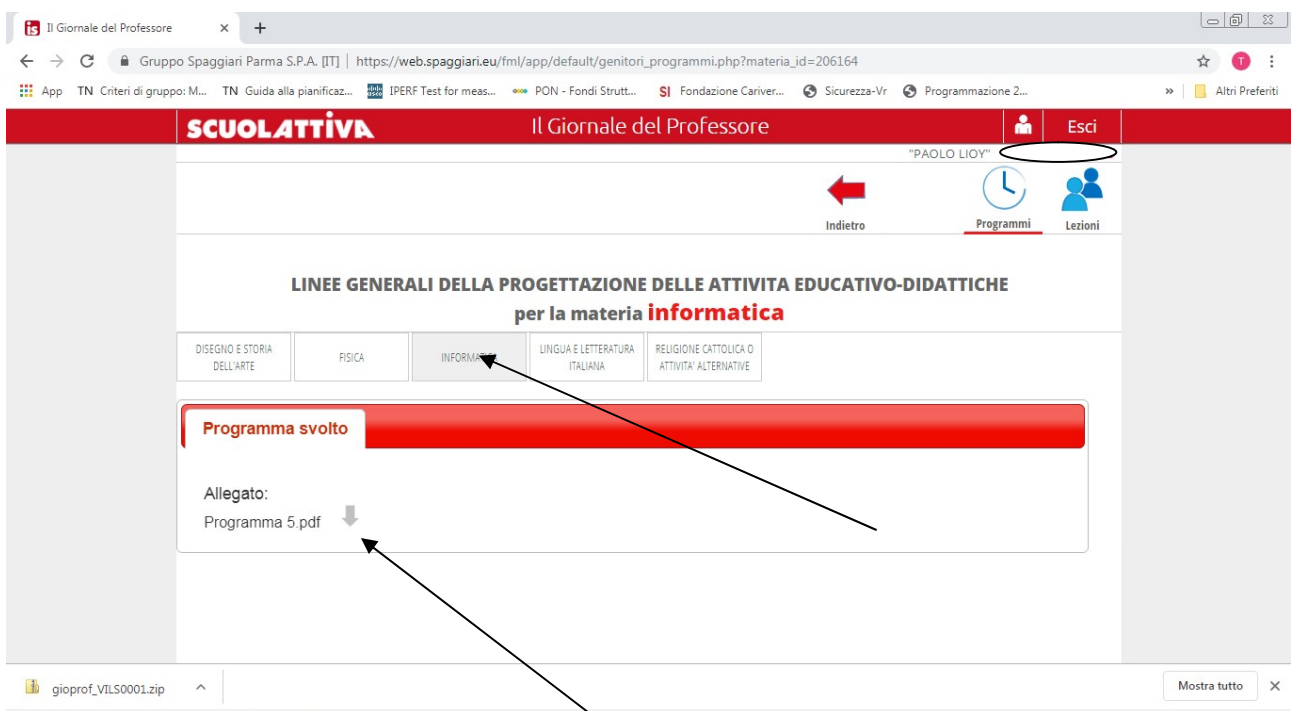 Il Giornale del Professore
Gruppo Spaggiari Parma S.P.A. [IT] | https://web.spaggiari.eu/fml/app/default/genitori_programmi.php?materia_id=206164
App TN Criteri di gruppo: M... TN Guida alla pianificaz... IPERF Test for meas... PON - Fondi Strutt... SI Fondazione Cariver... Sicurezza-Vr Programmazione 2... » Altri Preferiti
SCUOLATTIVA Il Giornale del Professore Esci
"PAOLO LIOY"
Indietro Programmi Lezioni
LINEE GENERALI DELLA PROGETTAZIONE DELLE ATTIVITA EDUCATIVO-DIDATTICHE
per la materia informatica
DISEGNO E STORIA DELL'ARTE
FISICA
INFORMATICA
LINGUA E LETTERATURA ITALIANA
RELIGIONE CATTOLICA O ATTIVITA' ALTERNATIVE
Programma svolto
Allegato:
Programma 5.pdf
gioprof_VILS0001.zip Mostra tutto